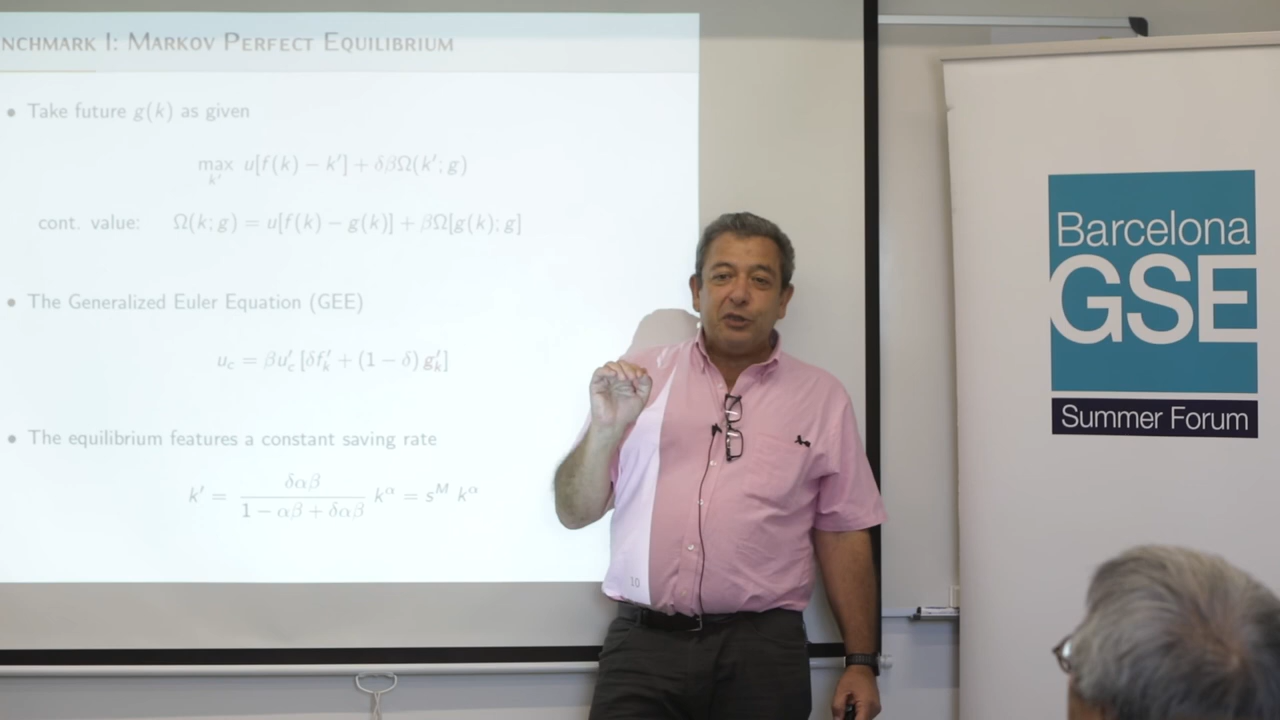 NCHMARK I: MARKOV PERFECT EQUILIBRIUM
• Take future g(k) as given
max u[f(k) − k′] + δβΩ(k′; g)
k′
cont. value: Ω(k; g) = u[f(k) − g(k)] + βΩ[g(k); g]
• The Generalized Euler Equation (GEE)
u_c = βu′_c [δf′_k + (1 − δ) g′_k]
• The equilibrium features a constant saving rate
k′ = δαβ / (1 − αβ + δαβ) k^α = s^M k^α
10
Barcelona
GSE
Summer Forum